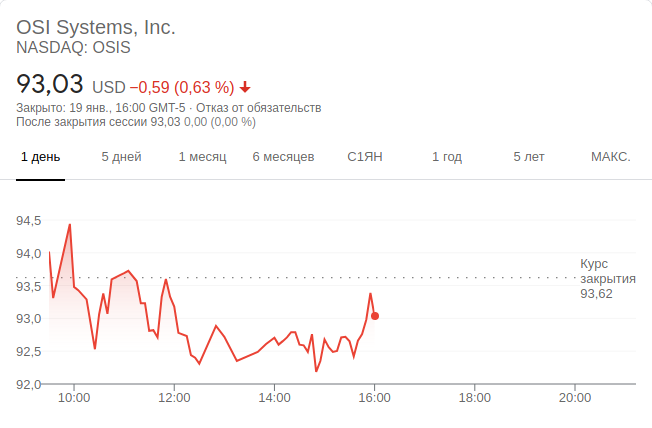 OSI Systems, Inc.
NASDAQ: OSIS
93,03 USD −0,59 (0,63 %)
Закрыто: 19 янв., 16:00 GMT-5 · Отказ от обязательств
После закрытия сессии 93,03 0,00 (0,00 %)
1 день 5 дней 1 месяц 6 месяцев С1ЯН 1 год 5 лет МАКС.
94,5
94,0
93,5
93,0
92,5
92,0
Курс
закрытия
93,62
10:00 12:00 14:00 16:00 18:00 20:00